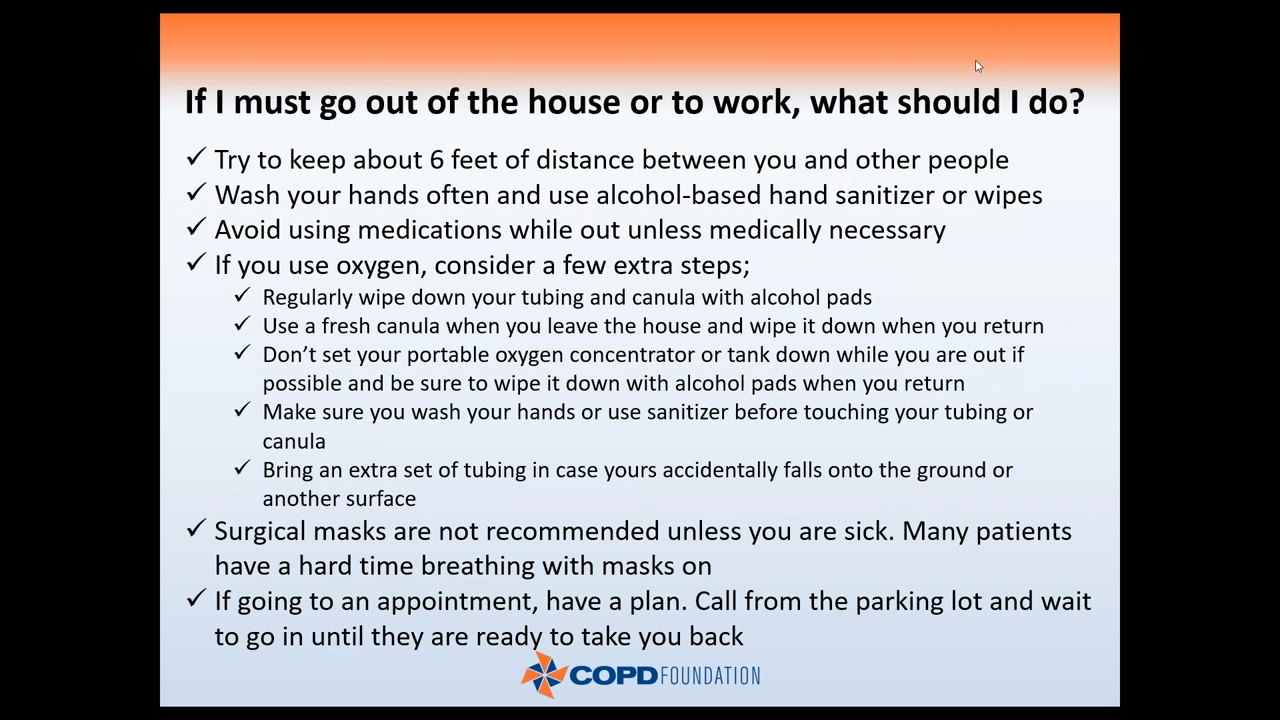 If I must go out of the house or to work, what should I do?
✓ Try to keep about 6 feet of distance between you and other people
✓ Wash your hands often and use alcohol-based hand sanitizer or wipes
✓ Avoid using medications while out unless medically necessary
✓ If you use oxygen, consider a few extra steps;
✓ Regularly wipe down your tubing and canula with alcohol pads
✓ Use a fresh canula when you leave the house and wipe it down when you return
✓ Don’t set your portable oxygen concentrator or tank down while you are out if
possible and be sure to wipe it down with alcohol pads when you return
✓ Make sure you wash your hands or use sanitizer before touching your tubing or
canula
✓ Bring an extra set of tubing in case yours accidentally falls onto the ground or
another surface
✓ Surgical masks are not recommended unless you are sick. Many patients
have a hard time breathing with masks on
✓ If going to an appointment, have a plan. Call from the parking lot and wait
to go in until they are ready to take you back
COPD FOUNDATION